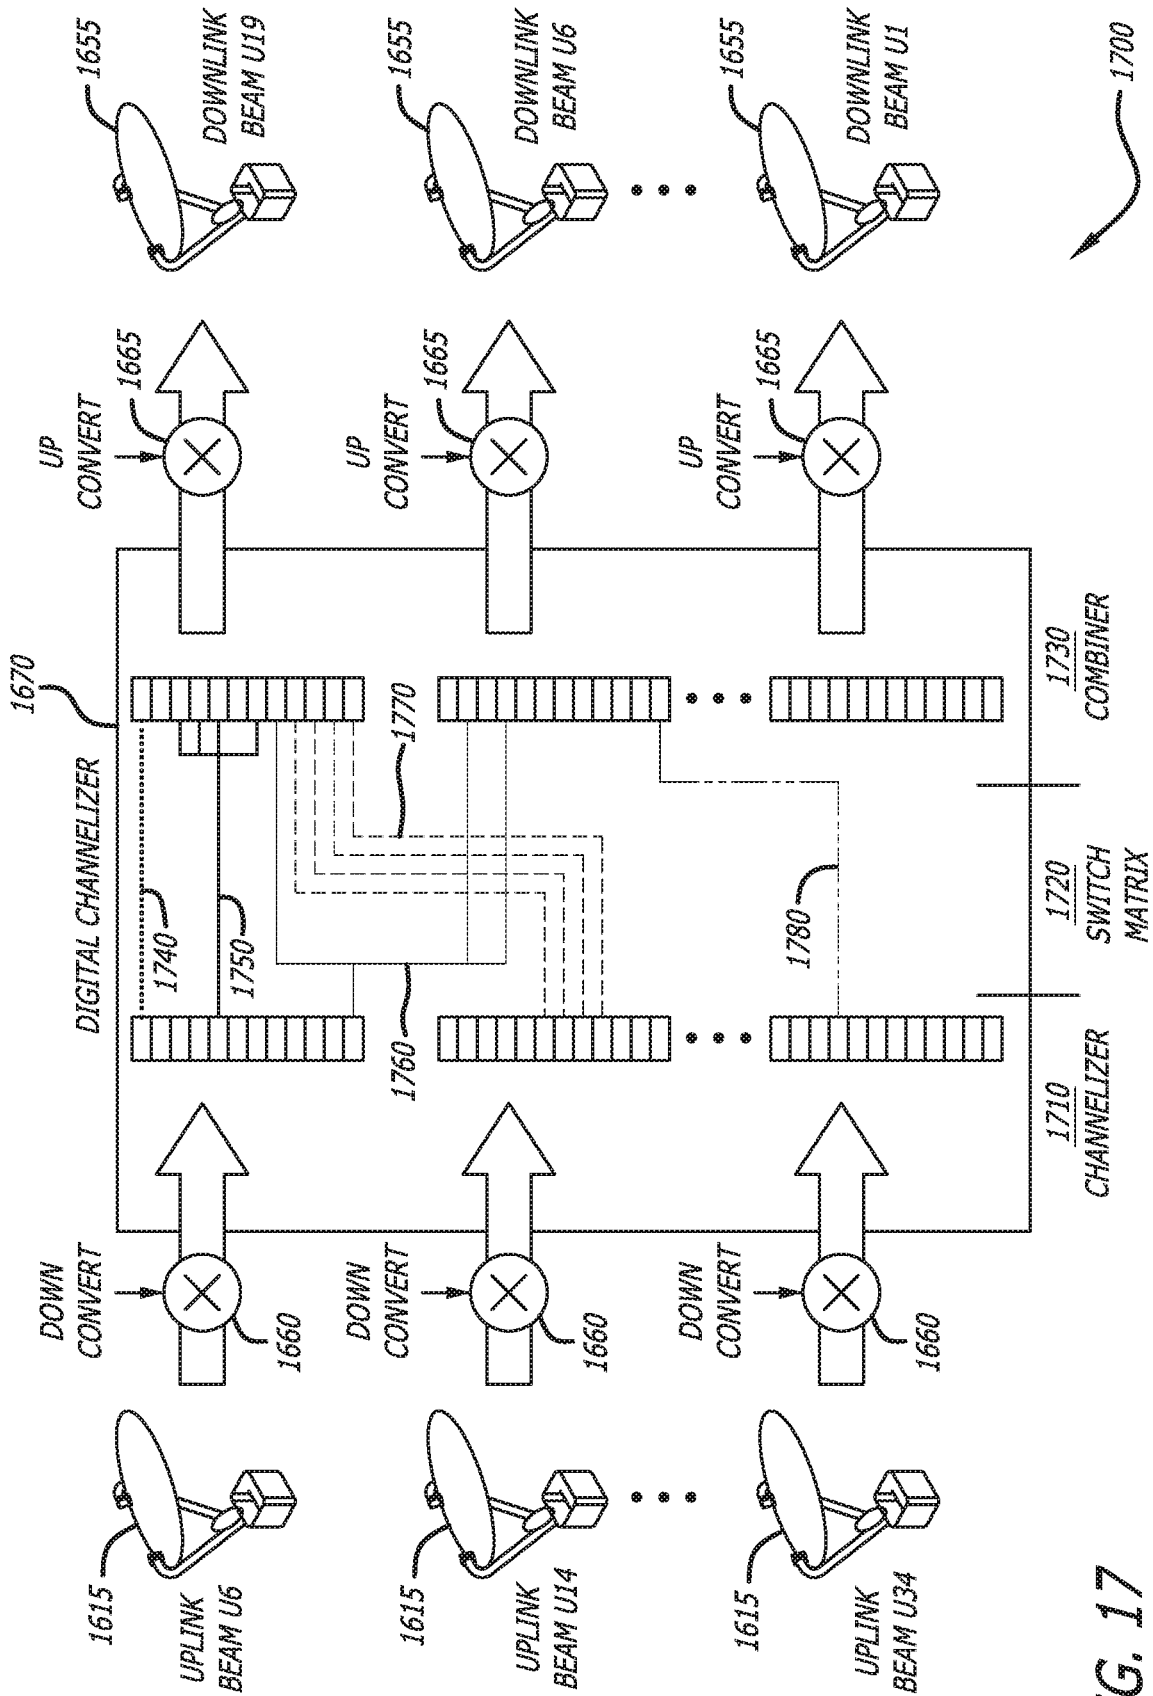 1670
DIGITAL CHANNELIZER
1615
UPLINK
BEAM U6
DOWN
CONVERT
1660
1740
1750
1760
1770
UP
CONVERT
1665
1655
DOWNLINK
BEAM U19
1615
UPLINK
BEAM U14
DOWN
CONVERT
1660
UP
CONVERT
1665
1655
DOWNLINK
BEAM U6
1615
UPLINK
BEAM U34
DOWN
CONVERT
1660
1780
UP
CONVERT
1665
1655
DOWNLINK
BEAM U1
1710
CHANNELIZER
1720
SWITCH
MATRIX
1730
COMBINER
1700
17